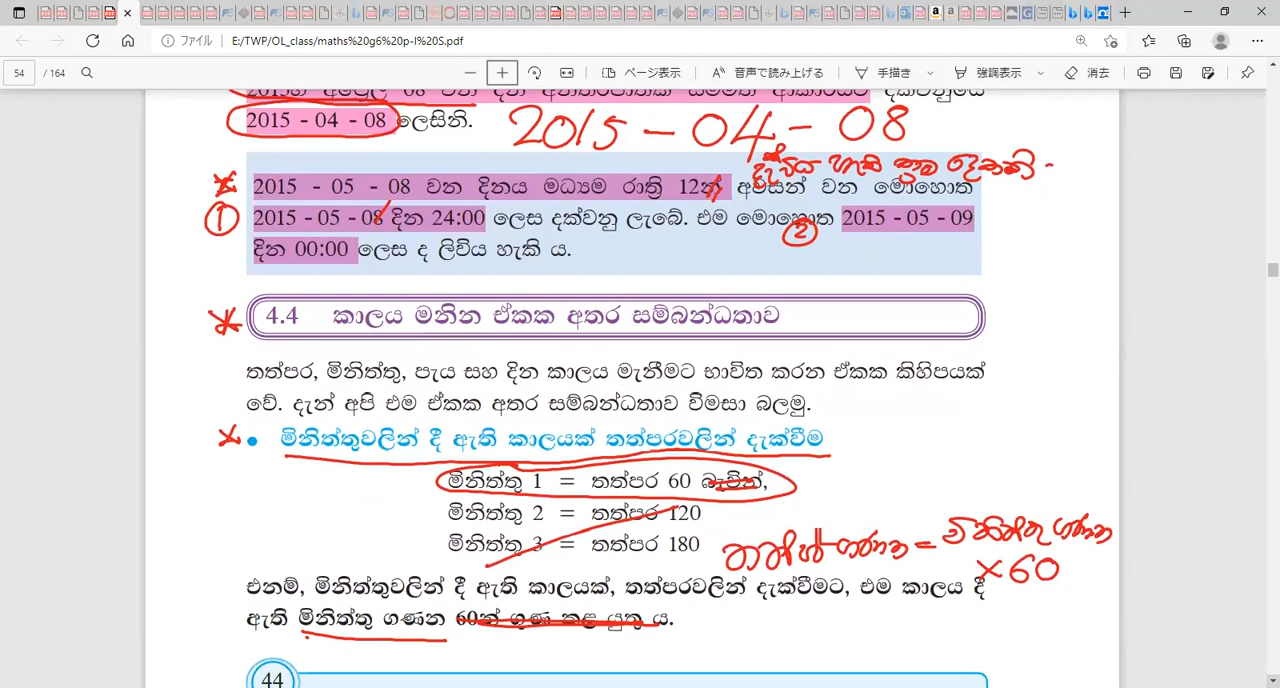 ファイル E:/TWP/OL_class/maths%20g6%20p-I%20S.pdf
54 / 164 ページ表示 音声で読み上げる 手描き 強調表示 消去
2015 - 04 - 08 ලෙසිනි. 2015 - 04 - 08
දැක්විය හැකි ක්‍රම දෙකකි -
2015 - 05 - 08 වන දිනය මධ්‍යම රාත්‍රි 12න් අවසන් වන මොහොත
1 2015 - 05 - 08 දින 24:00 ලෙස දක්වනු ලැබේ. එම මොහොත 2015 - 05 - 09
2
දින 00:00 ලෙස ද ලිවිය හැකි ය.
4.4 කාලය මනින ඒකක අතර සම්බන්ධතාව
තත්පර, මිනිත්තු, පැය සහ දින කාලය මැනීමට භාවිත කරන ඒකක කිහිපයක්
වේ. දැන් අපි එම ඒකක අතර සම්බන්ධතාව විමසා බලමු.
• මිනිත්තුවලින් දී ඇති කාලයක් තත්පරවලින් දැක්වීම
මිනිත්තු 1 = තත්පර 60 බැවින්,
මිනිත්තු 2 = තත්පර 120
මිනිත්තු 3 = තත්පර 180
තත්පර ගණන = මිනිත්තු ගණන
×60
එනම්, මිනිත්තුවලින් දී ඇති කාලයක්, තත්පරවලින් දැක්වීමට, එම කාලය දී
ඇති මිනිත්තු ගණන 60න් ගුණ කළ යුතු ය.
44